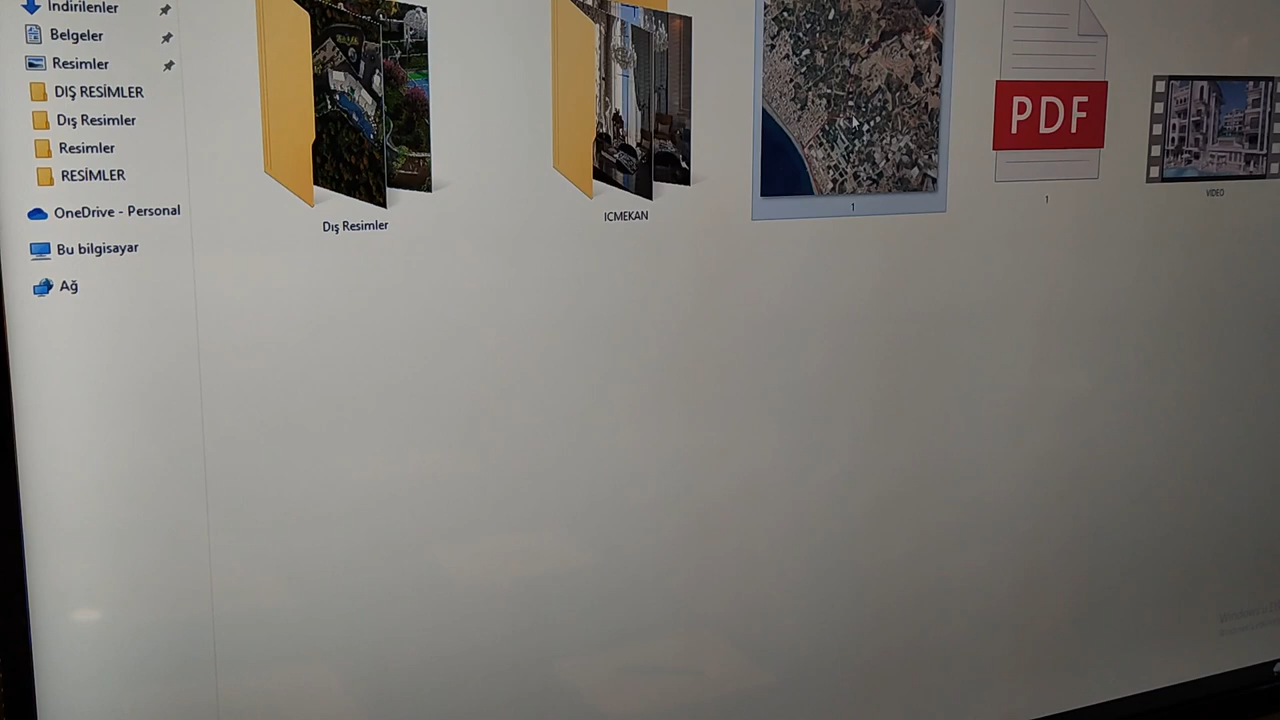 İndirilenler
Belgeler
Resimler
DIŞ RESİMLER
Dış Resimler
Resimler
RESİMLER
OneDrive - Personal
Bu bilgisayar
Ağ
Dış Resimler
ICMEKAN
1
PDF
1
VIDEO